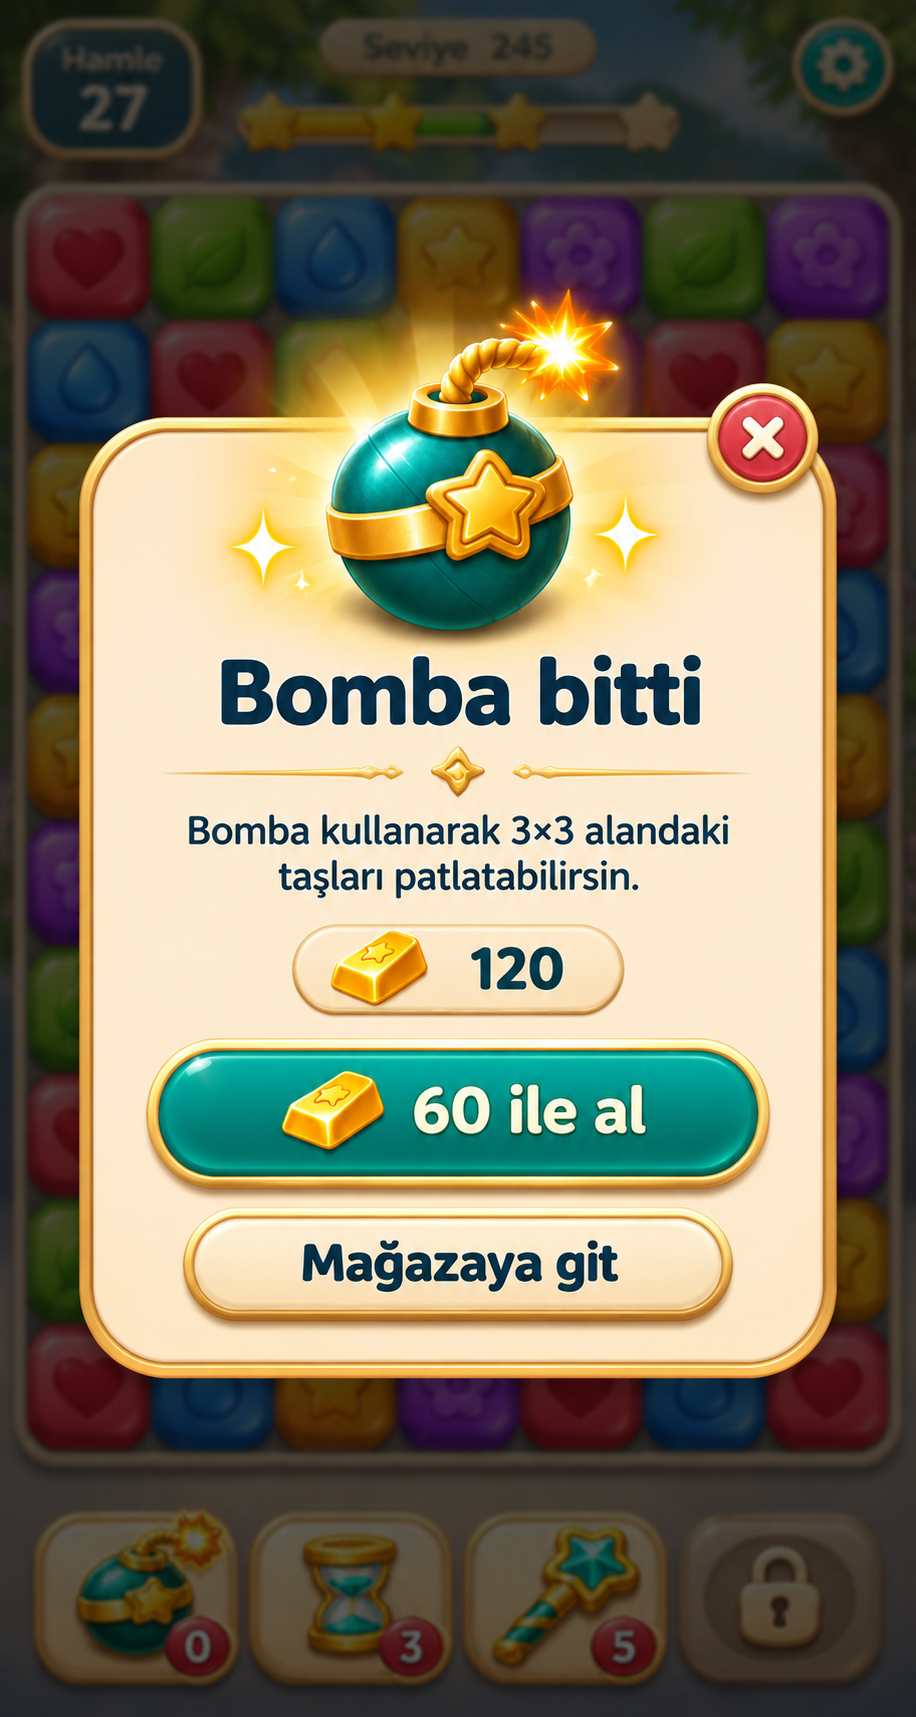 Hamle
27
Seviye 245
Bomba bitti
Bomba kullanarak 3×3 alandaki
taşları patlatabilirsin.
120
60 ile al
Mağazaya git
0
3
5